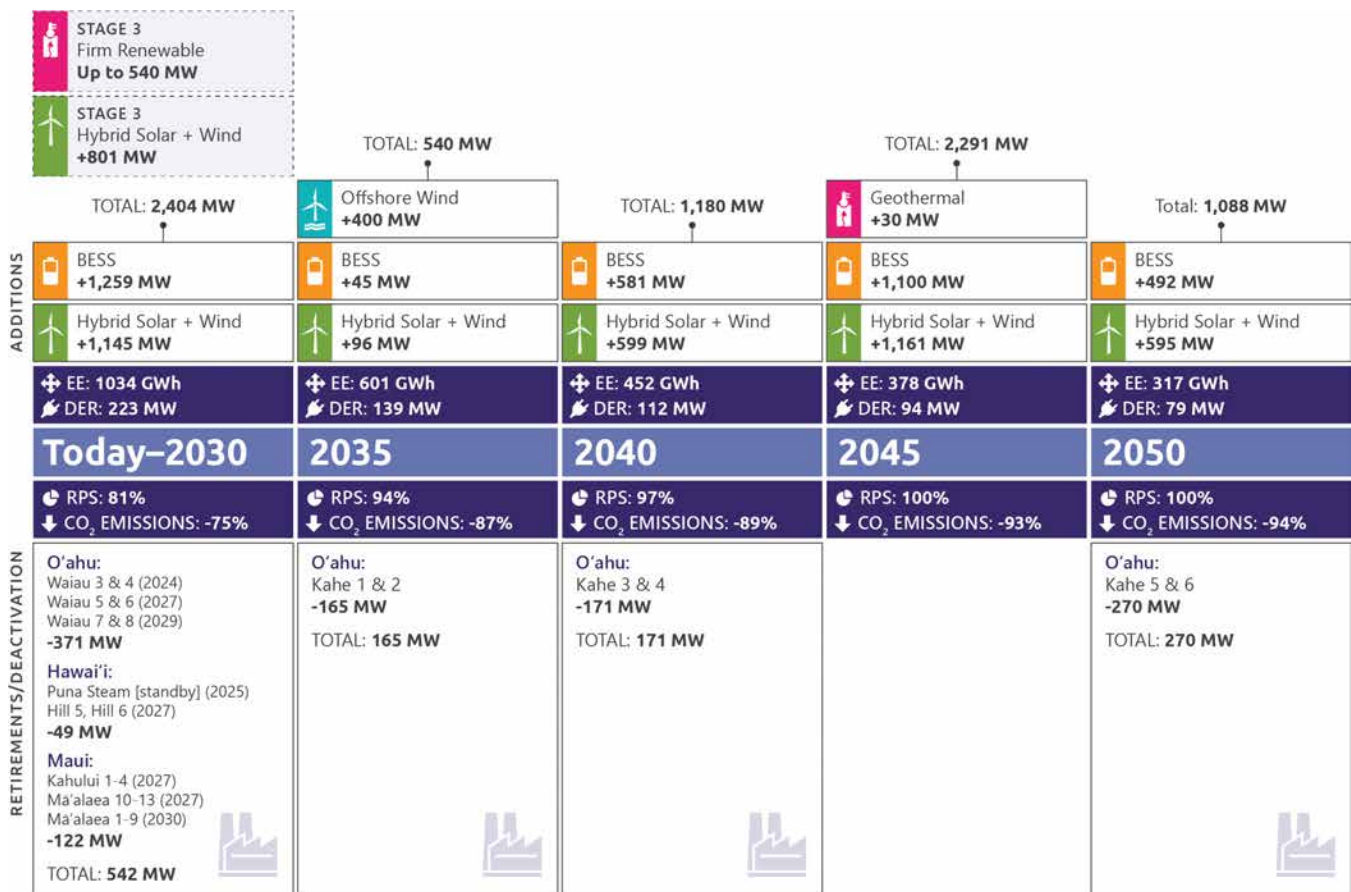 STAGE 3
Firm Renewable
Up to 540 MW
STAGE 3
Hybrid Solar + Wind
+801 MW
TOTAL: 2,404 MW
TOTAL: 540 MW
TOTAL: 1,180 MW
TOTAL: 2,291 MW
Total: 1,088 MW
ADDITIONS
BESS
+1,259 MW
Hybrid Solar + Wind
+1,145 MW
EE: 1034 GWh
DER: 223 MW
Today–2030
RPS: 81%
CO₂ EMISSIONS: -75%
Offshore Wind
+400 MW
BESS
+45 MW
Hybrid Solar + Wind
+96 MW
EE: 601 GWh
DER: 139 MW
2035
RPS: 94%
CO₂ EMISSIONS: -87%
BESS
+581 MW
Hybrid Solar + Wind
+599 MW
EE: 452 GWh
DER: 112 MW
2040
RPS: 97%
CO₂ EMISSIONS: -89%
Geothermal
+30 MW
BESS
+1,100 MW
Hybrid Solar + Wind
+1,161 MW
EE: 378 GWh
DER: 94 MW
2045
RPS: 100%
CO₂ EMISSIONS: -93%
BESS
+492 MW
Hybrid Solar + Wind
+595 MW
EE: 317 GWh
DER: 79 MW
2050
RPS: 100%
CO₂ EMISSIONS: -94%
RETIREMENTS/DEACTIVATION
O‘ahu:
Waiau 3 & 4 (2024)
Waiau 5 & 6 (2027)
Waiau 7 & 8 (2029)
-371 MW
Hawai‘i:
Puna Steam [standby] (2025)
Hill 5, Hill 6 (2027)
-49 MW
Maui:
Kahului 1-4 (2027)
Mā‘alaea 10-13 (2027)
Mā‘alaea 1-9 (2030)
-122 MW
TOTAL: 542 MW
O‘ahu:
Kahe 1 & 2
-165 MW
TOTAL: 165 MW
O‘ahu:
Kahe 3 & 4
-171 MW
TOTAL: 171 MW
O‘ahu:
Kahe 5 & 6
-270 MW
TOTAL: 270 MW